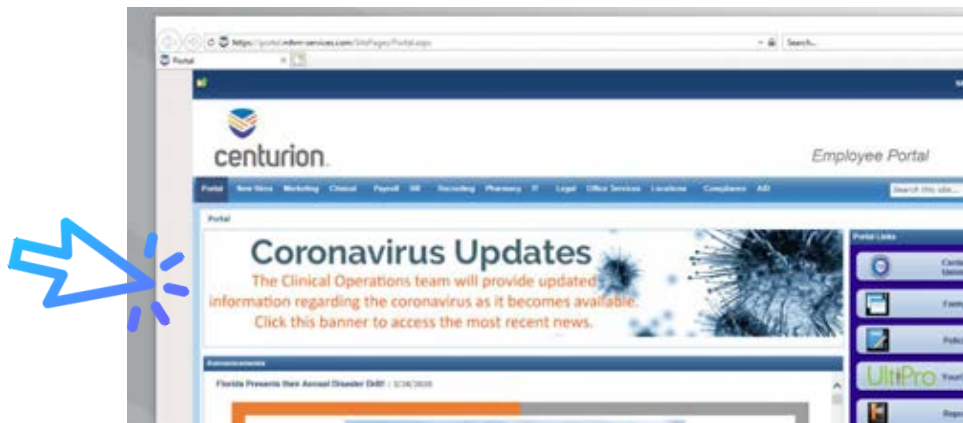 https://portal.mhm-services.com/SitePages/Portal.aspx
Search...
Portal
centurion
Employee Portal
Portal New Hires Marketing Clinical Payroll HR Recruiting Pharmacy IT Legal Office Services Locations Compliance AID
Search this site...
Portal
Portal Links
Coronavirus Updates
The Clinical Operations team will provide updated
information regarding the coronavirus as it becomes available.
Click this banner to access the most recent news.
UltiPro
Announcements
Florida Presents their Annual Disaster Drill! -